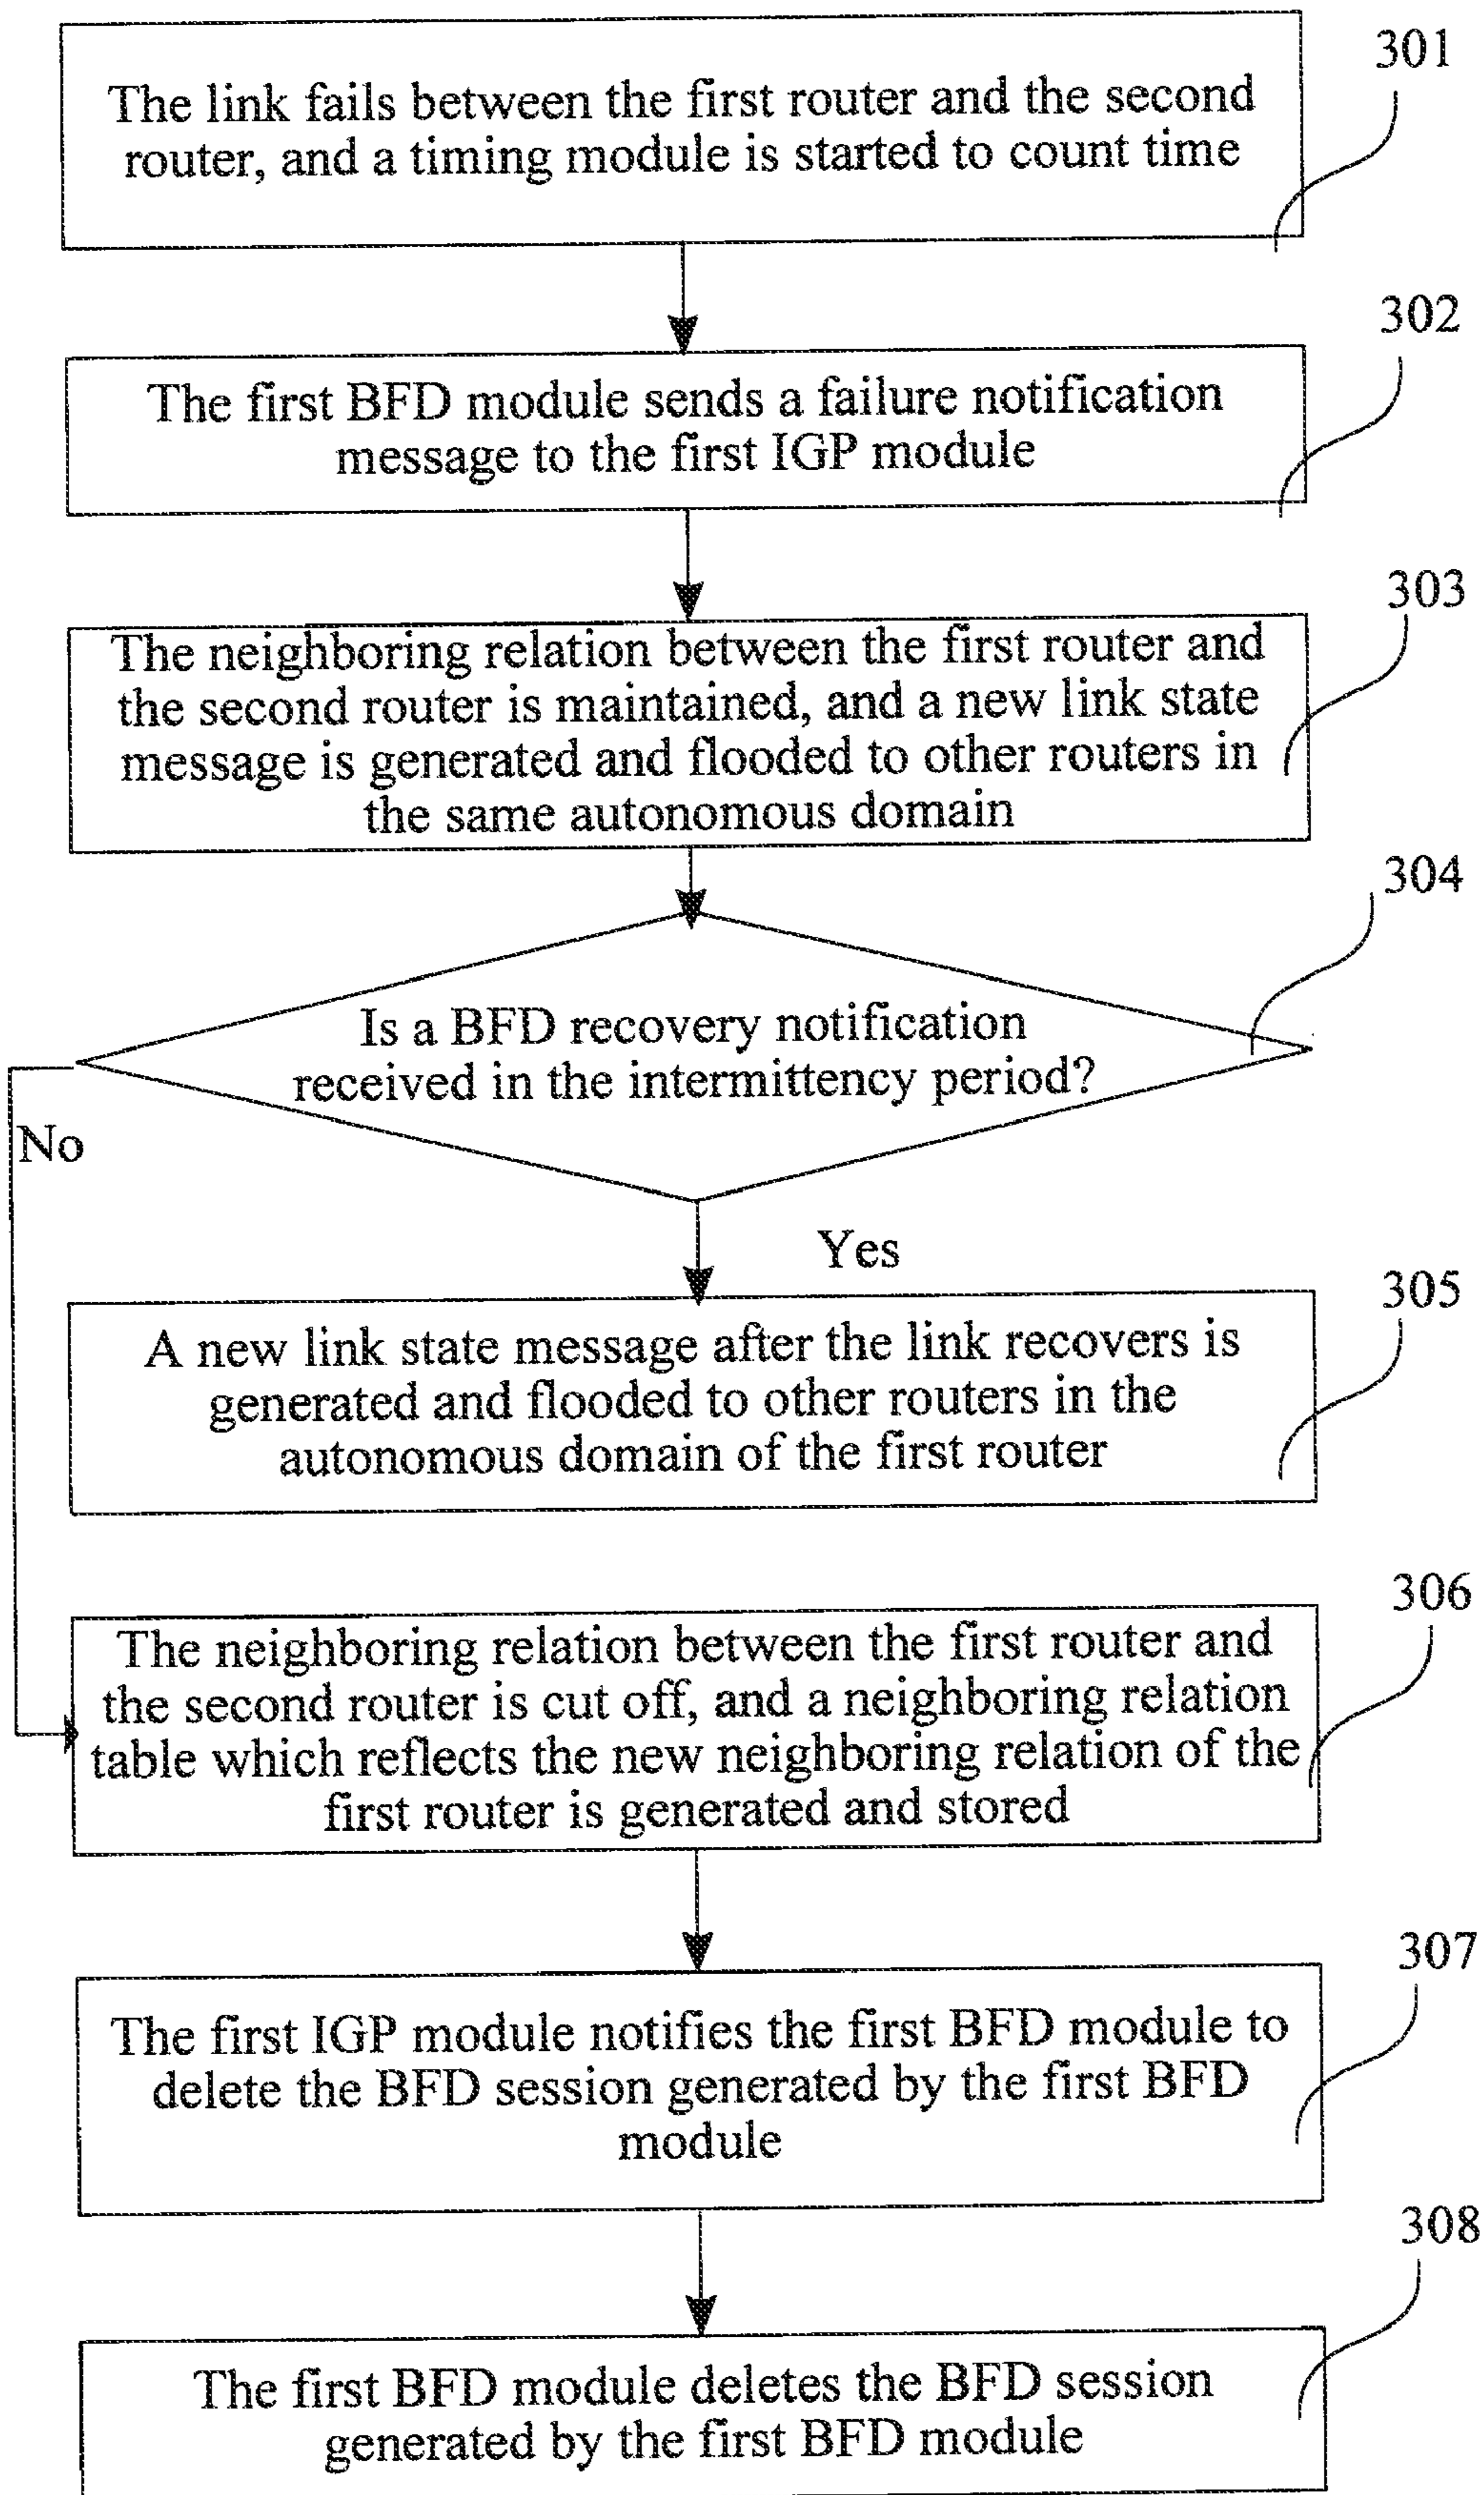 301
The link fails between the first router and the second
router, and a timing module is started to count time
302
The first BFD module sends a failure notification
message to the first IGP module
303
The neighboring relation between the first router and
the second router is maintained, and a new link state
message is generated and flooded to other routers in
the same autonomous domain
304
Is a BFD recovery notification
received in the intermittency period?
No
Yes
305
A new link state message after the link recovers is
generated and flooded to other routers in the
autonomous domain of the first router
306
The neighboring relation between the first router and
the second router is cut off, and a neighboring relation
table which reflects the new neighboring relation of the
first router is generated and stored
307
The first IGP module notifies the first BFD module to
delete the BFD session generated by the first BFD
module
308
The first BFD module deletes the BFD session
generated by the first BFD module